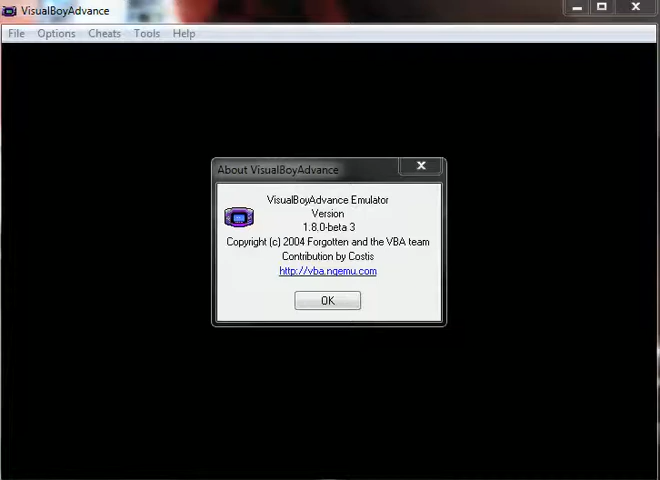 VisualBoyAdvance
File Options Cheats Tools Help
About VisualBoyAdvance
VisualBoyAdvance Emulator
Version
1.8.0-beta 3
Copyright (c) 2004 Forgotten and the VBA team
Contribution by Costis
http://vba.ngemu.com
OK